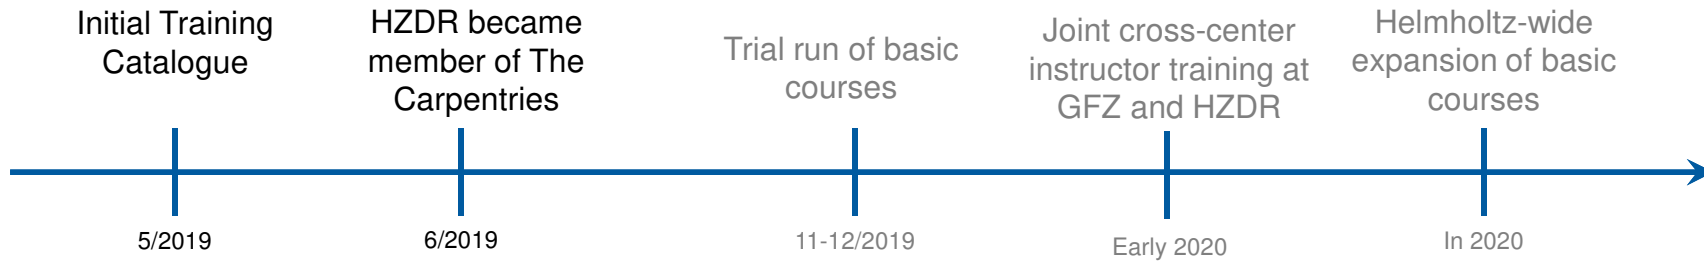 Initial Training
Catalogue
HZDR became
member of The
Carpentries
Trial run of basic
courses
Joint cross-center
instructor training at
GFZ and HZDR
Helmholtz-wide
expansion of basic
courses
5/2019
6/2019
11-12/2019
Early 2020
In 2020